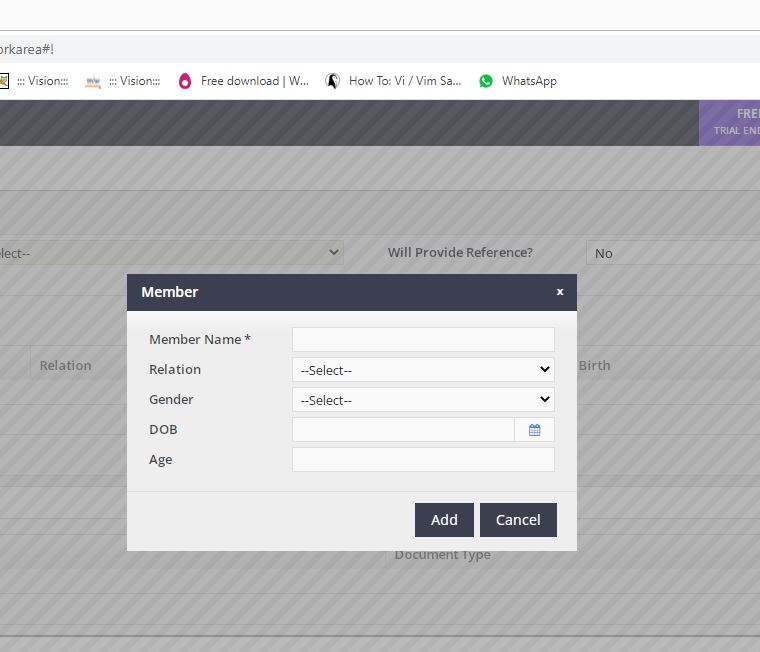 orkarea#!
::: Vision:::
::: Vision:::
Free download | W...
How To: Vi / Vim Sa...
WhatsApp
FREE
TRIAL END
elect--
Will Provide Reference?
No
Member
x
Member Name *
Relation
Birth
Relation
--Select--
Gender
--Select--
DOB
Age
Add
Cancel
Document Type